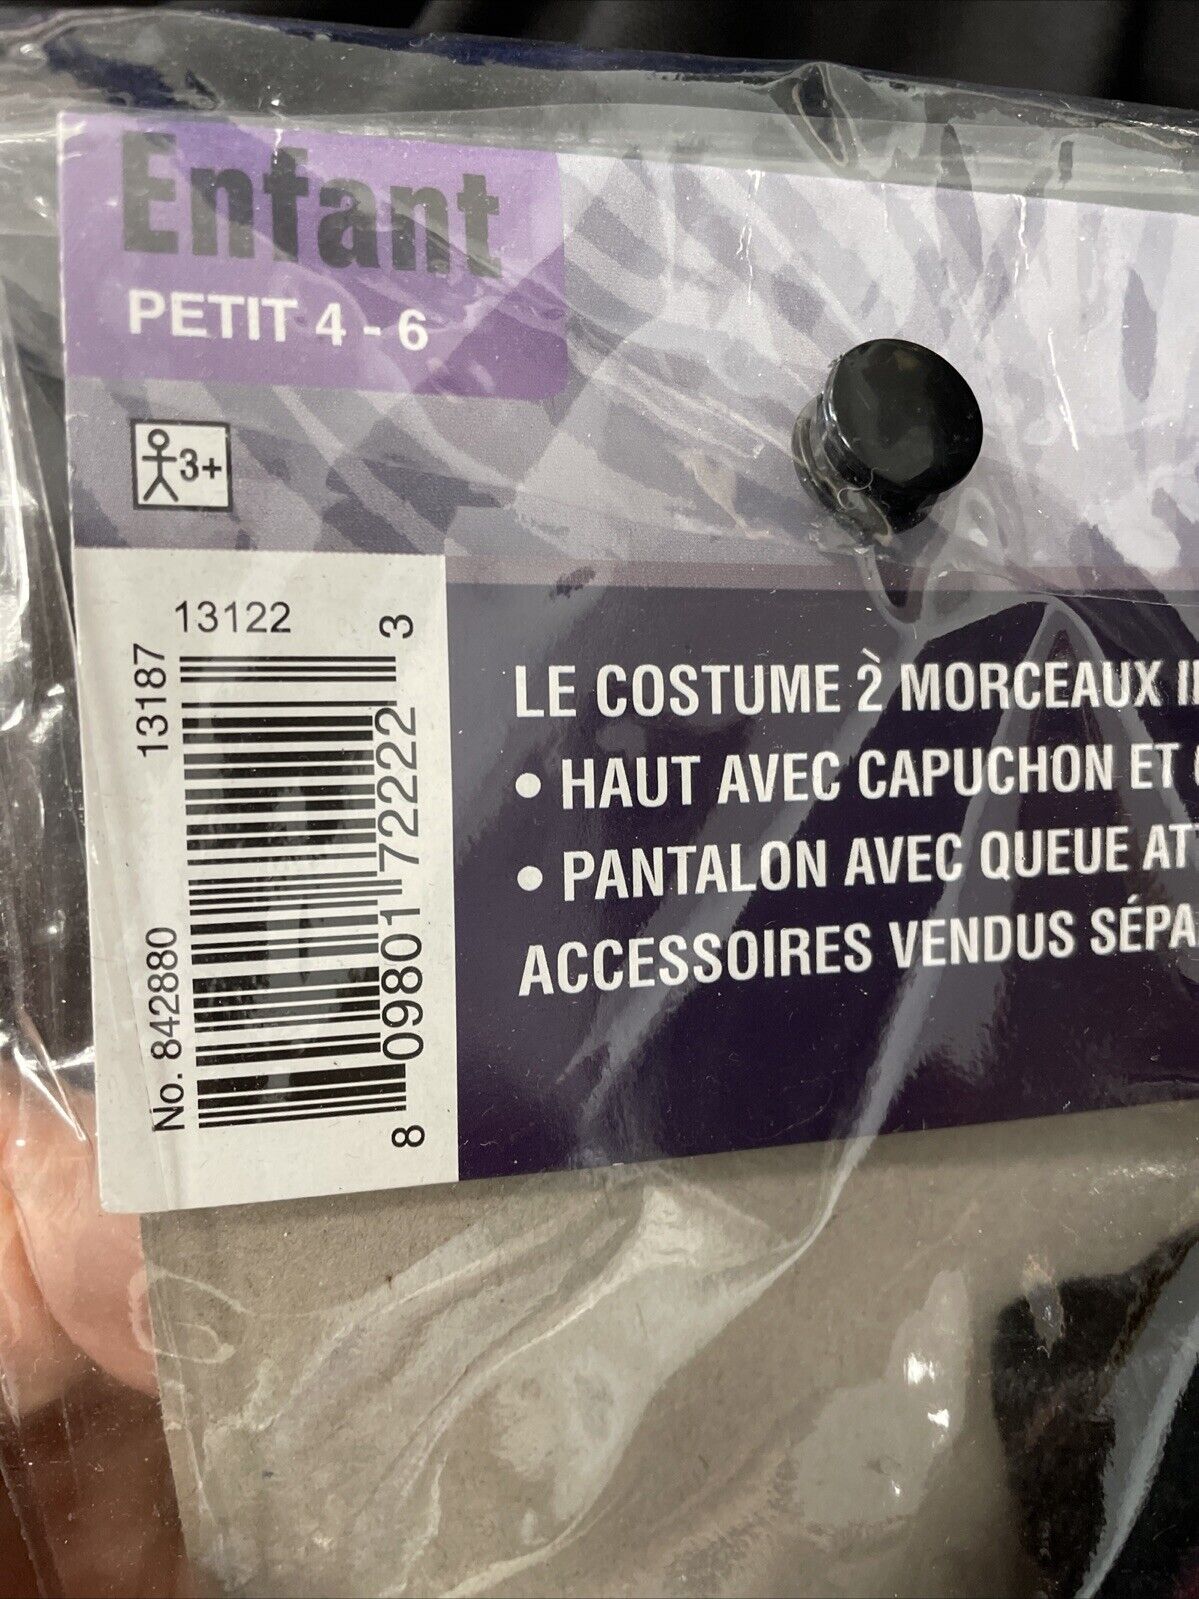 Enfant
PETIT 4 - 6
3+
13122
13187
No. 842880
8 09801 72222 3
LE COSTUME 2 MORCEAUX
• HAUT AVEC CAPUCHON ET
• PANTALON AVEC QUEUE
ACCESSOIRES VENDUS